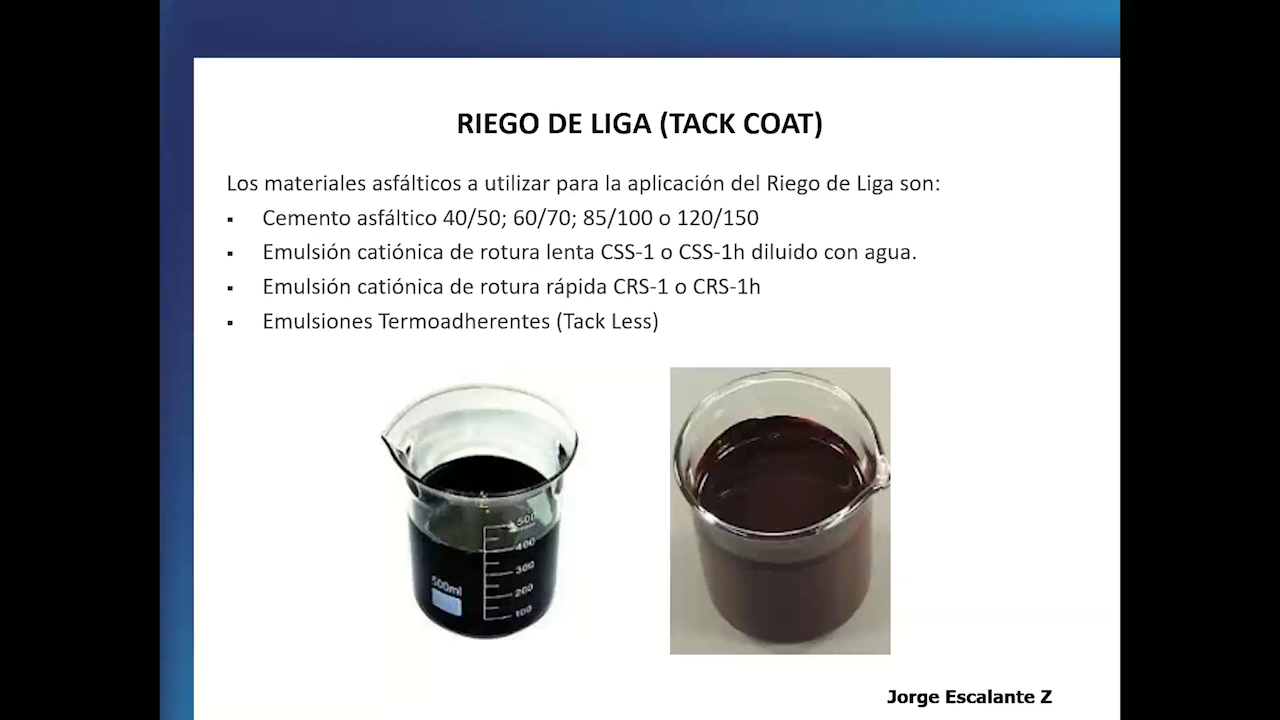 RIEGO DE LIGA (TACK COAT)
Los materiales asfálticos a utilizar para la aplicación del Riego de Liga son:
▪ Cemento asfáltico 40/50; 60/70; 85/100 o 120/150
▪ Emulsión catiónica de rotura lenta CSS-1 o CSS-1h diluido con agua.
▪ Emulsión catiónica de rotura rápida CRS-1 o CRS-1h
▪ Emulsiones Termoadherentes (Tack Less)
500
400
300
200
100
500ml
Jorge Escalante Z